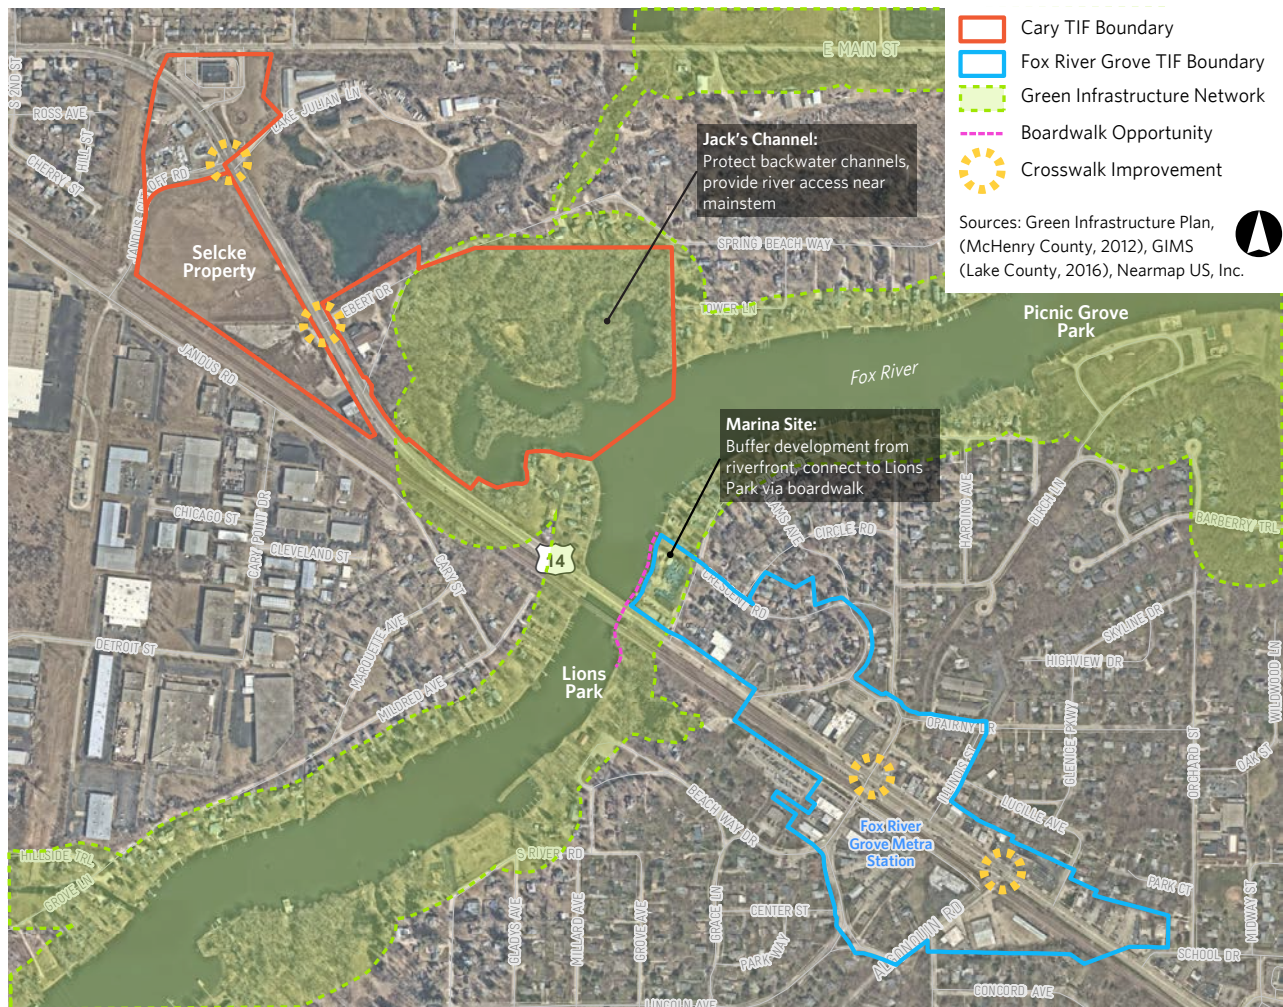 Cary TIF Boundary
Fox River Grove TIF Boundary
Green Infrastructure Network
Boardwalk Opportunity
Crosswalk Improvement
Sources: Green Infrastructure Plan,
(McHenry County, 2012), GIMS
(Lake County, 2016), Nearmap US, Inc.
E MAIN ST
S 2ND ST
ROSS AVE
HILL ST
CHERRY ST
LAKE JULIAN LN
Jack's Channel:
Protect backwater channels,
provide river access near
mainstem
OFF RD
Selcke
Property
SPRING BEACH WAY
EBERT DR
TOWER LN
Picnic Grove
Park
JANDUS RD
Fox River
Marina Site:
Buffer development from
riverfront, connect to Lions
Park via boardwalk
HARDING AVE
BIRCH LN
CHICAGO ST
CARY POINT DR
CLEVELAND ST
CIRCLE RD
BARBERRY TRL
14
CARY ST
CRESCENT RD
DETROIT ST
MARQUETTE AVE
SKYLINE DR
HIGHVIEW DR
WILDWOOD LN
Lions
Park
MILDRED AVE
OPATRNY DR
GLENICE PKWY
ORCHARD ST
OAK ST
ILLINOIS ST
LUCILLE AVE
BEACH WAY DR
Fox River
Grove Metra
Station
HILLSIDE TRL
GROVE LN
S RIVER RD
PARK CT
GLADYS AVE
MILLARD AVE
GROVE AVE
GRACE LN
CENTER ST
PARK WAY
ALGONQUIN RD
MIDWAY ST
SCHOOL DR
CONCORD AVE
LINCOLN AVE